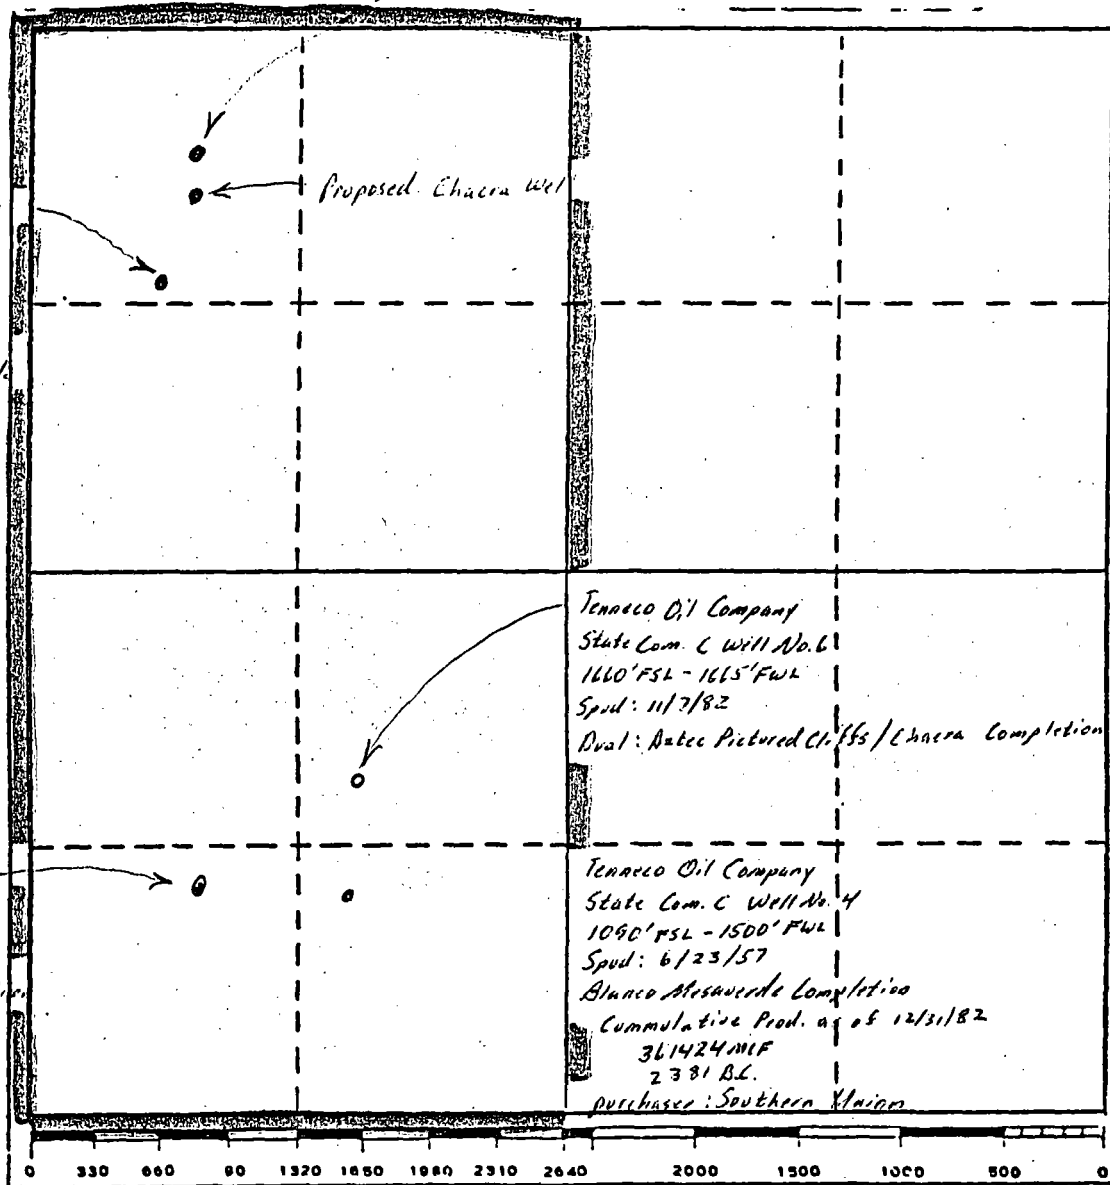 Proposed Chacra Wel
Tenneco Oil Company
State Com. C Well No. 6
1660' FSL - 1665' FWL
Spud: 11/7/82
Dual: Aztec Pictured Cliffs / Chacra Completion
Tenneco Oil Company
State Com. C Well No. 4
1090' FSL - 1500' FWL
Spud: 6/23/57
Blanco Mesaverde Completion
Cummulative Prod. as of 12/31/82
361424 MCF
2381 BC.
purchaser: Southern Union
0 330 660 90 1320 1650 1980 2310 2640 2000 1500 1000 500 0